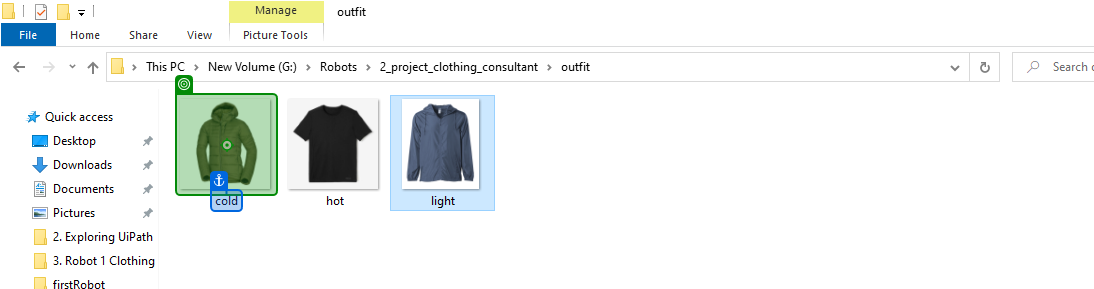 Manage
outfit
File
Home
Share
View
Picture Tools
This PC
New Volume (G:)
Robots
2_project_clothing_consultant
outfit
Search
Quick access
Desktop
Downloads
Documents
Pictures
2. Exploring UiPath
3. Robot 1 Clothing
firstRobot
cold
hot
light